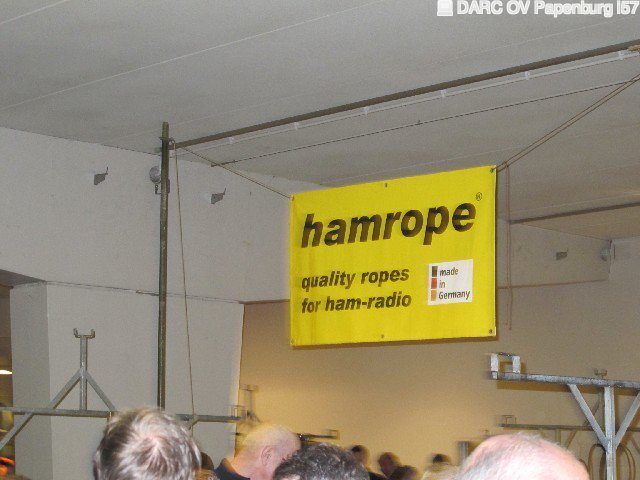 DARC OV Papenburg I57
hamrope®
quality ropes
for ham-radio
made
in
Germany